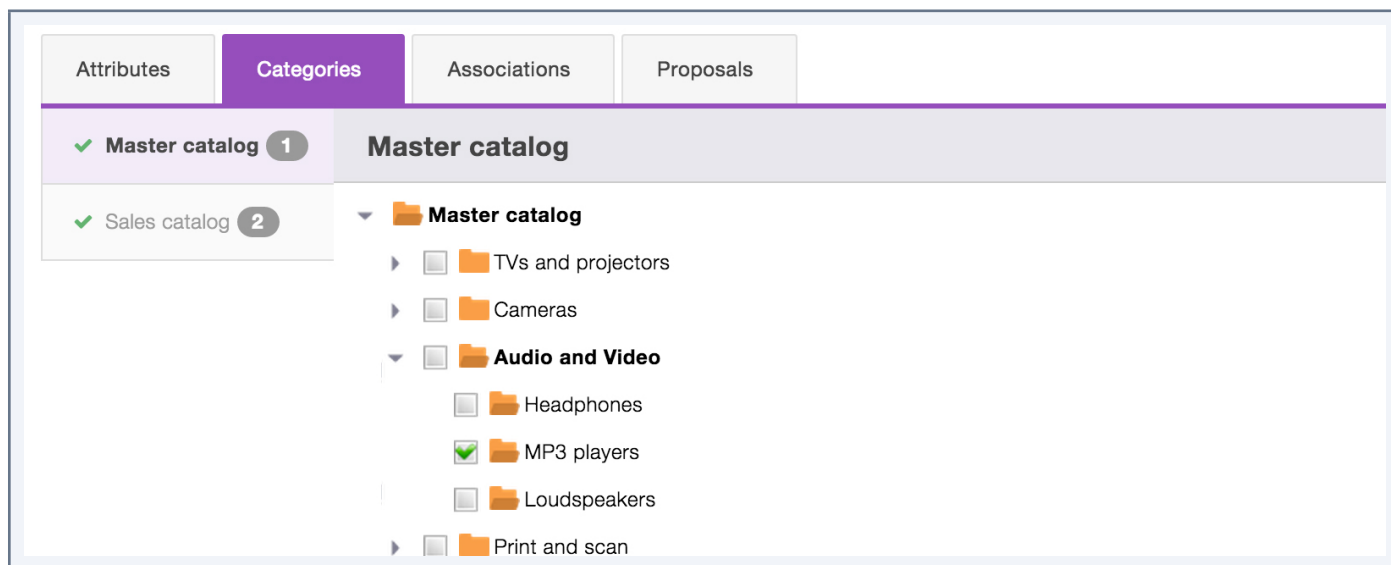 Attributes Categories Associations Proposals
Master catalog 1
Sales catalog 2
Master catalog
Master catalog
TVs and projectors
Cameras
Audio and Video
Headphones
MP3 players
Loudspeakers
Print and scan